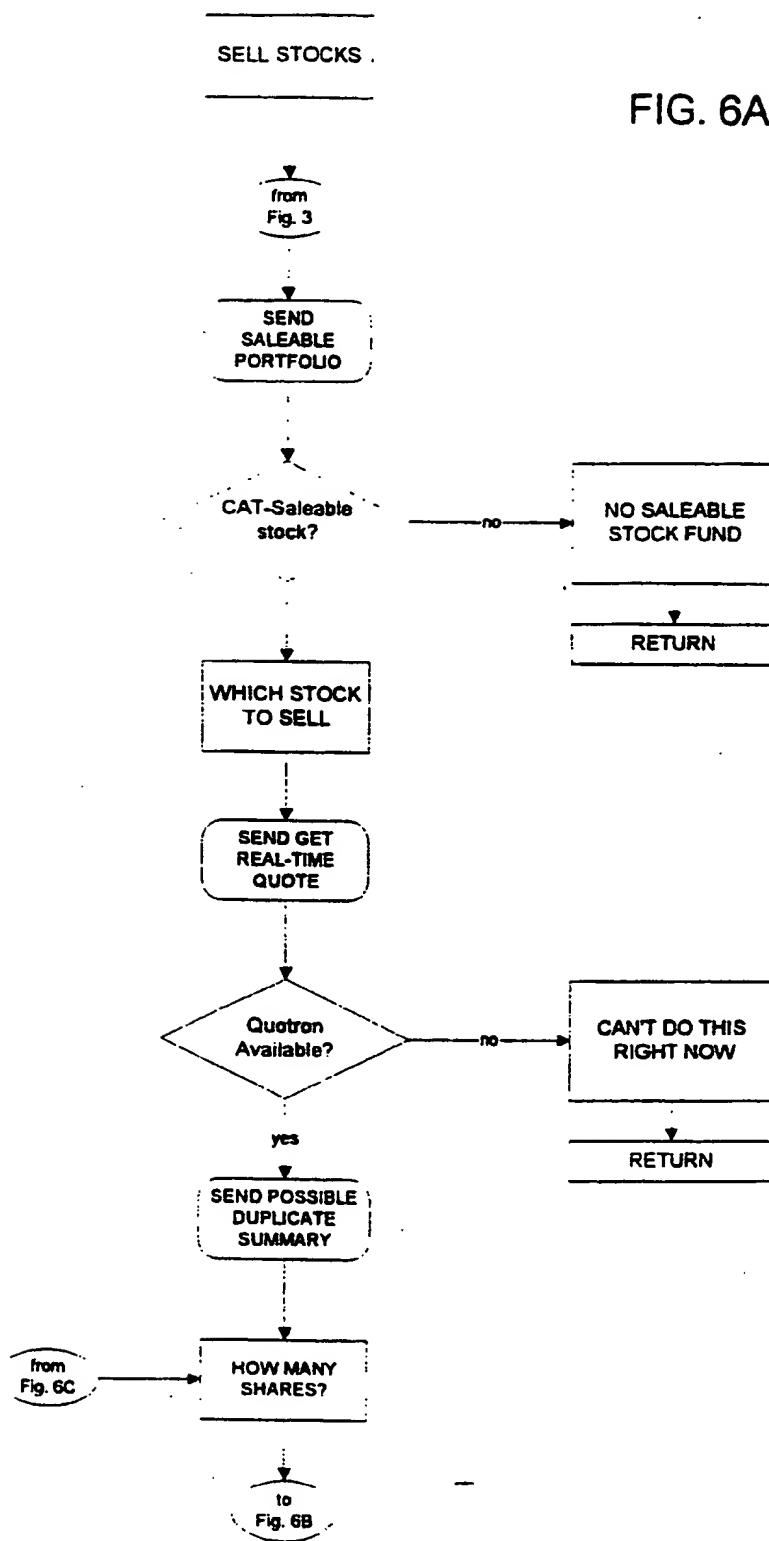 SELL STOCKS
FIG. 6A
from
Fig. 3
SEND
SALEABLE
PORTFOLIO
CAT-Saleable
stock?
no
NO SALEABLE
STOCK FUND
RETURN
WHICH STOCK
TO SELL
SEND GET
REAL-TIME
QUOTE
Quotron
Available?
no
CAN'T DO THIS
RIGHT NOW
RETURN
yes
SEND POSSIBLE
DUPLICATE
SUMMARY
from
Fig. 6C
HOW MANY
SHARES?
to
Fig. 6B